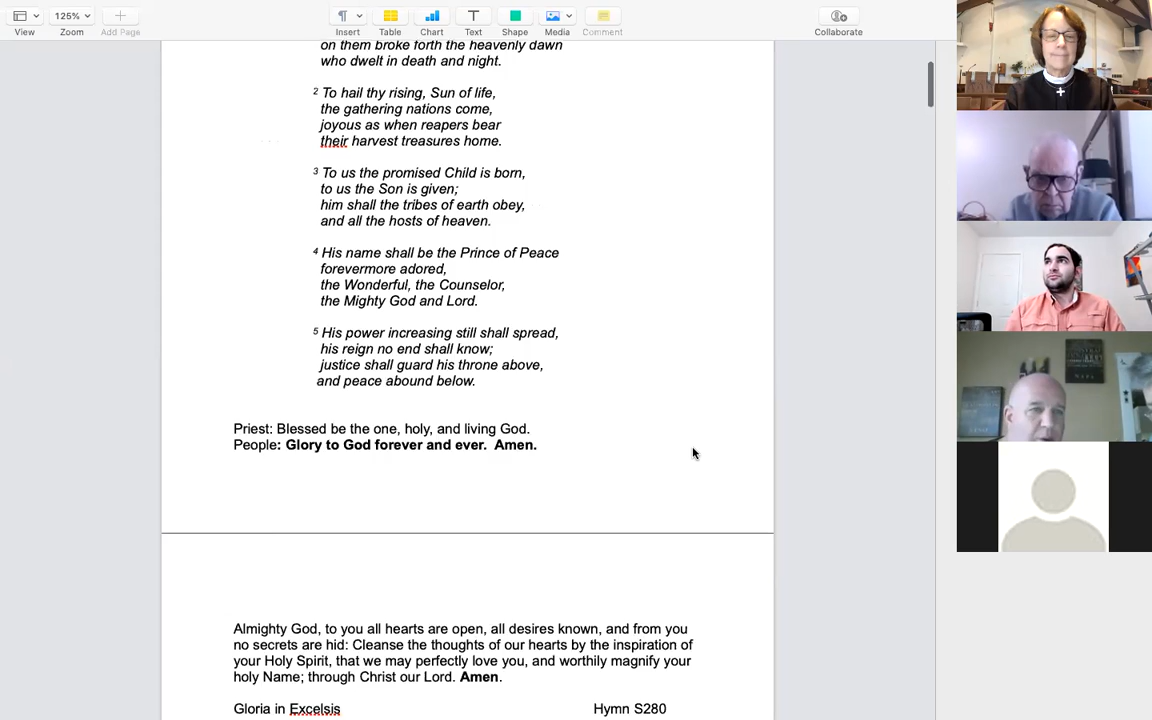 125%
View
Zoom
Add Page
Insert
Table
Chart
Text
Shape
Media
Comment
Collaborate
on them broke forth the heavenly dawn
who dwelt in death and night.
2 To hail thy rising, Sun of life,
the gathering nations come,
joyous as when reapers bear
their harvest treasures home.
3 To us the promised Child is born,
to us the Son is given;
him shall the tribes of earth obey,
and all the hosts of heaven.
4 His name shall be the Prince of Peace
forevermore adored,
the Wonderful, the Counselor,
the Mighty God and Lord.
5 His power increasing still shall spread,
his reign no end shall know;
justice shall guard his throne above,
and peace abound below.
Priest: Blessed be the one, holy, and living God.
People: Glory to God forever and ever. Amen.
Almighty God, to you all hearts are open, all desires known, and from you
no secrets are hid: Cleanse the thoughts of our hearts by the inspiration of
your Holy Spirit, that we may perfectly love you, and worthily magnify your
holy Name; through Christ our Lord. Amen.
Gloria in Excelsis Hymn S280